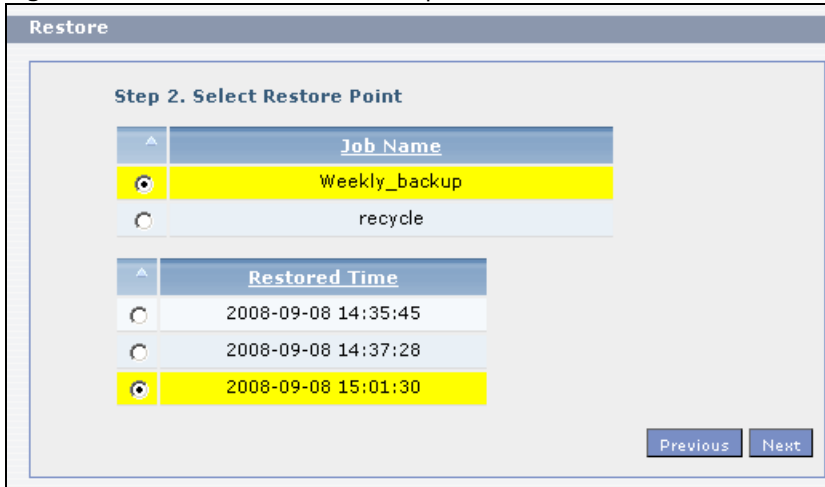 Restore
Step 2. Select Restore Point
Job Name
Weekly_backup
recycle
Restored Time
2008-09-08 14:35:45
2008-09-08 14:37:28
2008-09-08 15:01:30
Previous Next